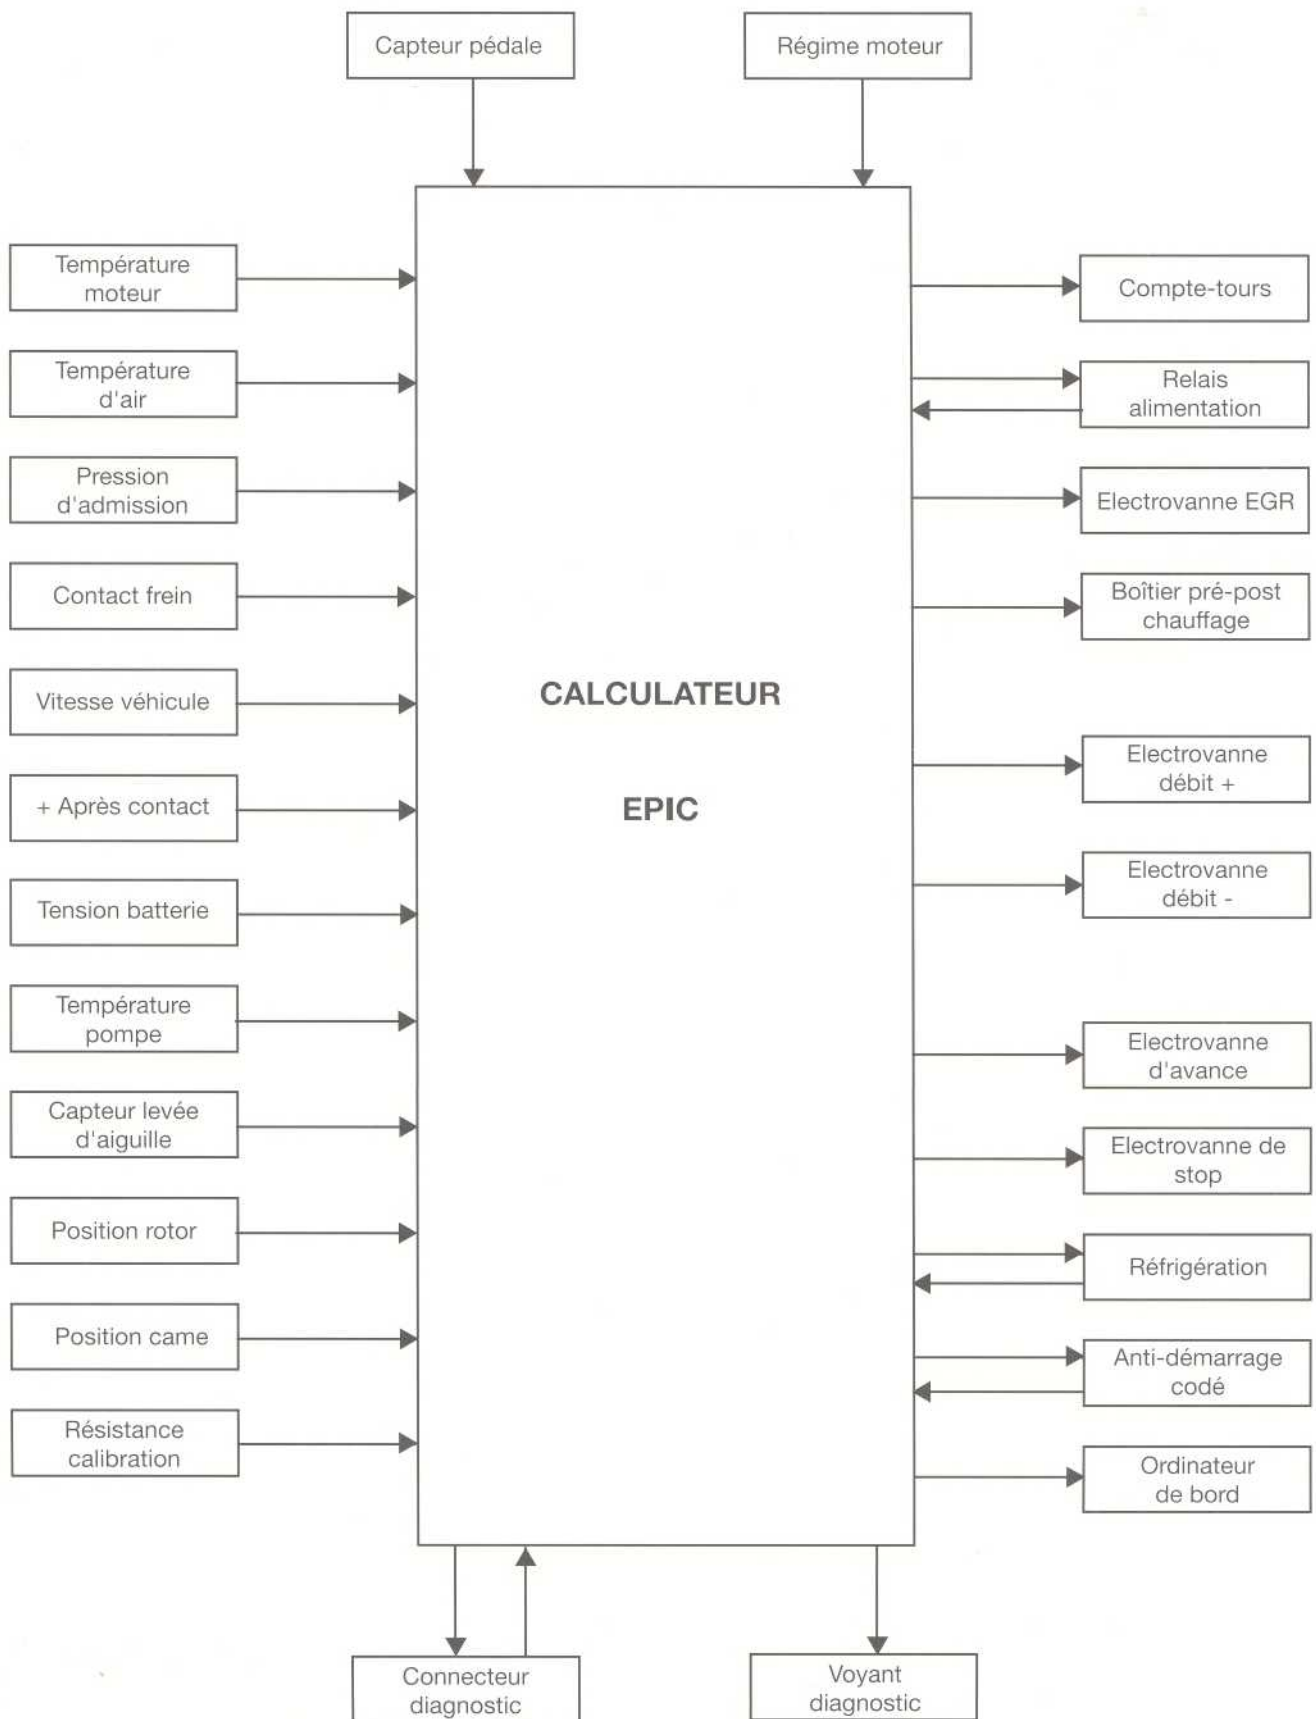 Capteur pédale
Régime moteur
Température
moteur
Température
d'air
Pression
d'admission
Contact frein
Vitesse véhicule
+ Après contact
Tension batterie
Température
pompe
Capteur levée
d'aiguille
Position rotor
Position came
Résistance
calibration
CALCULATEUR
EPIC
Compte-tours
Relais
alimentation
Electrovanne EGR
Boîtier pré-post
chauffage
Electrovanne
débit +
Electrovanne
débit -
Electrovanne
d'avance
Electrovanne de
stop
Réfrigération
Anti-démarrage
codé
Ordinateur
de bord
Connecteur
diagnostic
Voyant
diagnostic